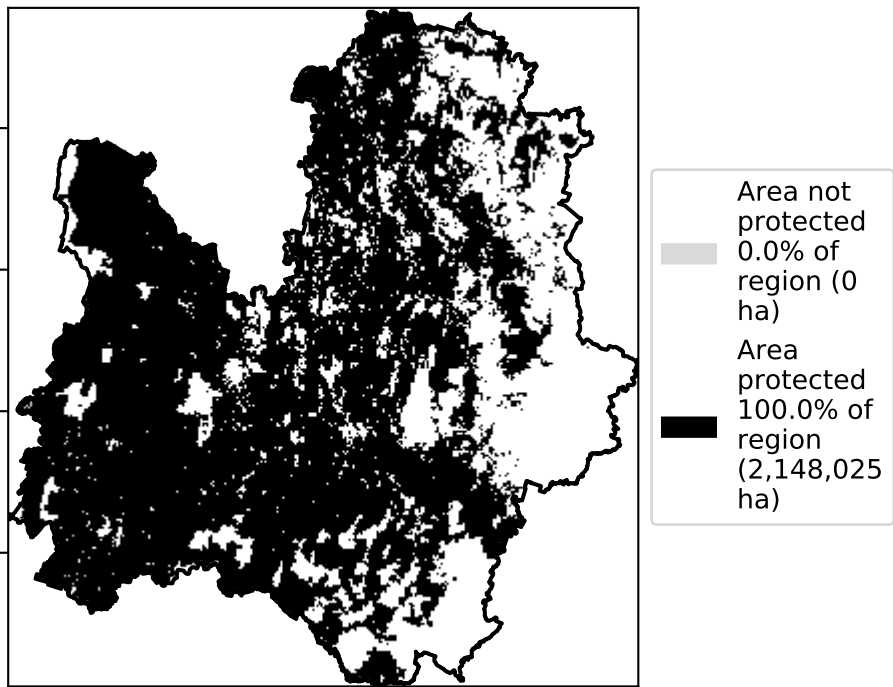 Area not
protected
0.0% of
region (0
ha)
Area
protected
100.0% of
region
(2,148,025
ha)